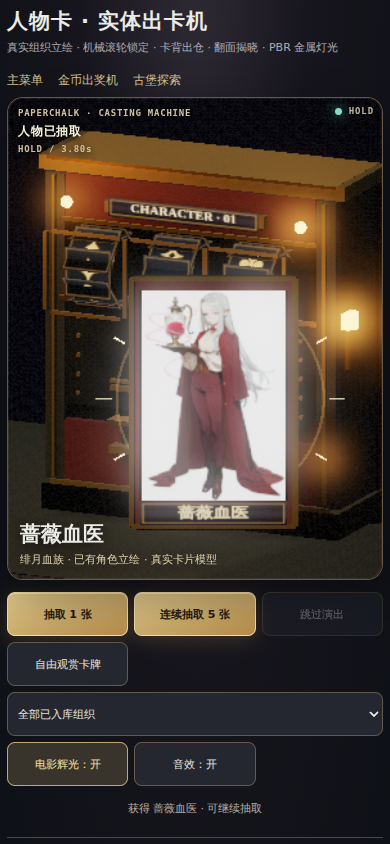 人物卡 · 实体出卡机
真实组织立绘 · 机械滚轮锁定 · 卡背出仓 · 翻面揭晓 · PBR 金属灯光
主菜单 金币出奖机 古堡探索
PAPERCHALK · CASTING MACHINE
HOLD
人物已抽取
HOLD / 3.80s
CHARACTER · 01
蔷薇血医
蔷薇血医
绯月血族 · 已有角色立绘 · 真实卡片模型
抽取 1 张
连续抽取 5 张
跳过演出
自由观赏卡牌
全部已入库组织
电影辉光：开
音效：开
获得 蔷薇血医 · 可继续抽取